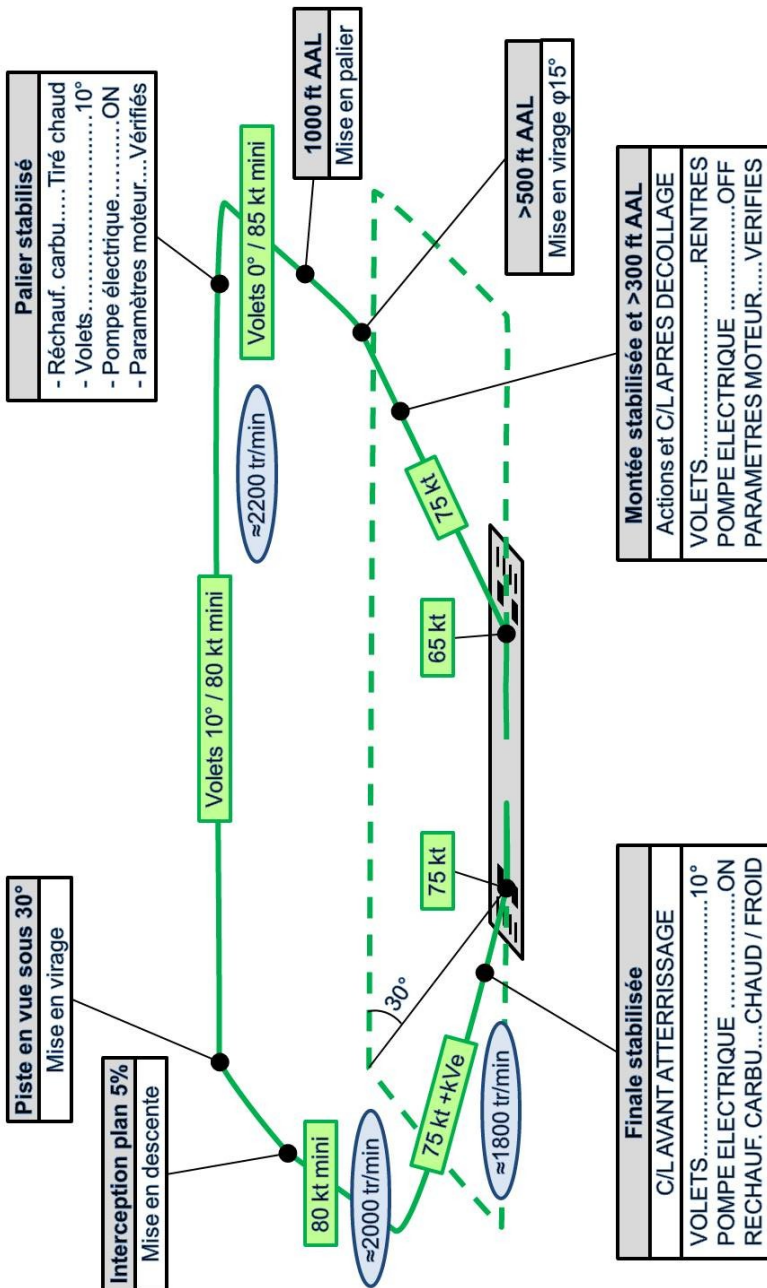 Piste en vue sous 30°
Mise en virage
Interception plan 5%
Mise en descente
Palier stabilisé
- Réchauf. carbu.....Tiré chaud
- Volets.......................10°
- Pompe électrique..........ON
- Paramètres moteur...Vérifiés
Volets 10° / 80 kt mini
≈2200 tr/min
Volets 0° / 85 kt mini
1000 ft AAL
Mise en palier
>500 ft AAL
Mise en virage φ15°
80 kt mini
≈2000 tr/min
30°
75 kt +kVe
≈1800 tr/min
75 kt
65 kt
75 kt
Finale stabilisée
C/L AVANT ATTERRISSAGE
VOLETS................................10°
POMPE ELECTRIQUE ...............ON
RECHAUF. CARBU...CHAUD / FROID
Montée stabilisée et >300 ft AAL
Actions et C/L APRES DECOLLAGE
VOLETS..........................RENTRES
POMPE ELECTRIQUE ..............OFF
PARAMETRES MOTEUR....VERIFIES